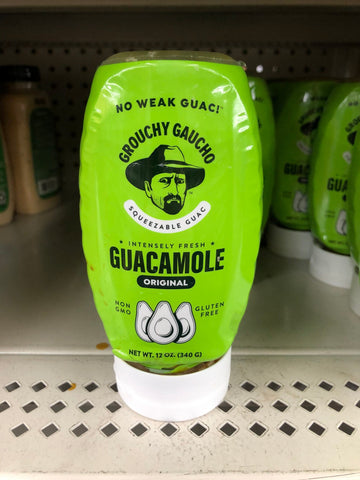 NO WEAK GUAC!
GROUCHY GAUCHO
SQUEEZABLE GUAC
INTENSELY FRESH
GUACAMOLE
ORIGINAL
NON GLUTEN
GMO FREE
NET WT. 12 OZ. (340 G)